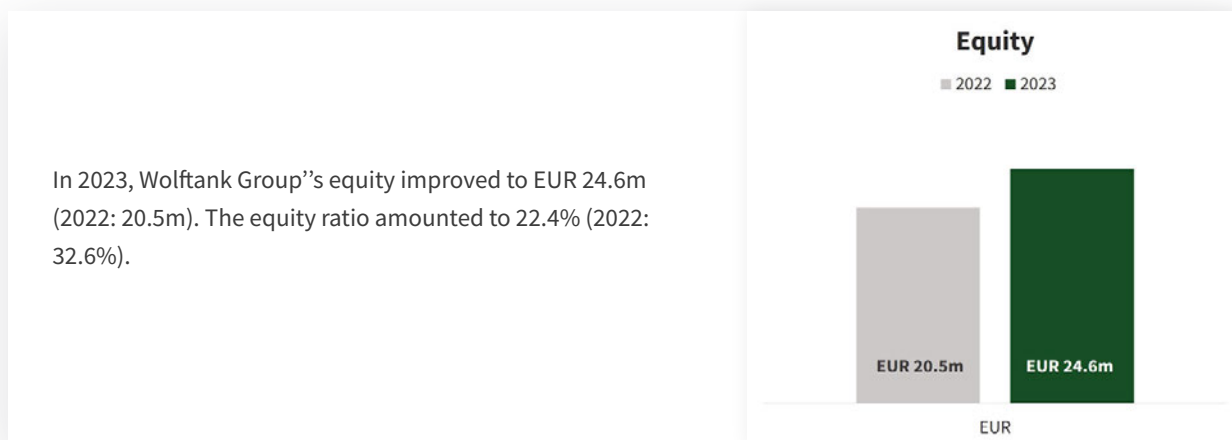 In 2023, Wolftank Group’’s equity improved to EUR 24.6m
(2022: 20.5m). The equity ratio amounted to 22.4% (2022:
32.6%).
Equity
2022 2023
EUR 20.5m EUR 24.6m
EUR